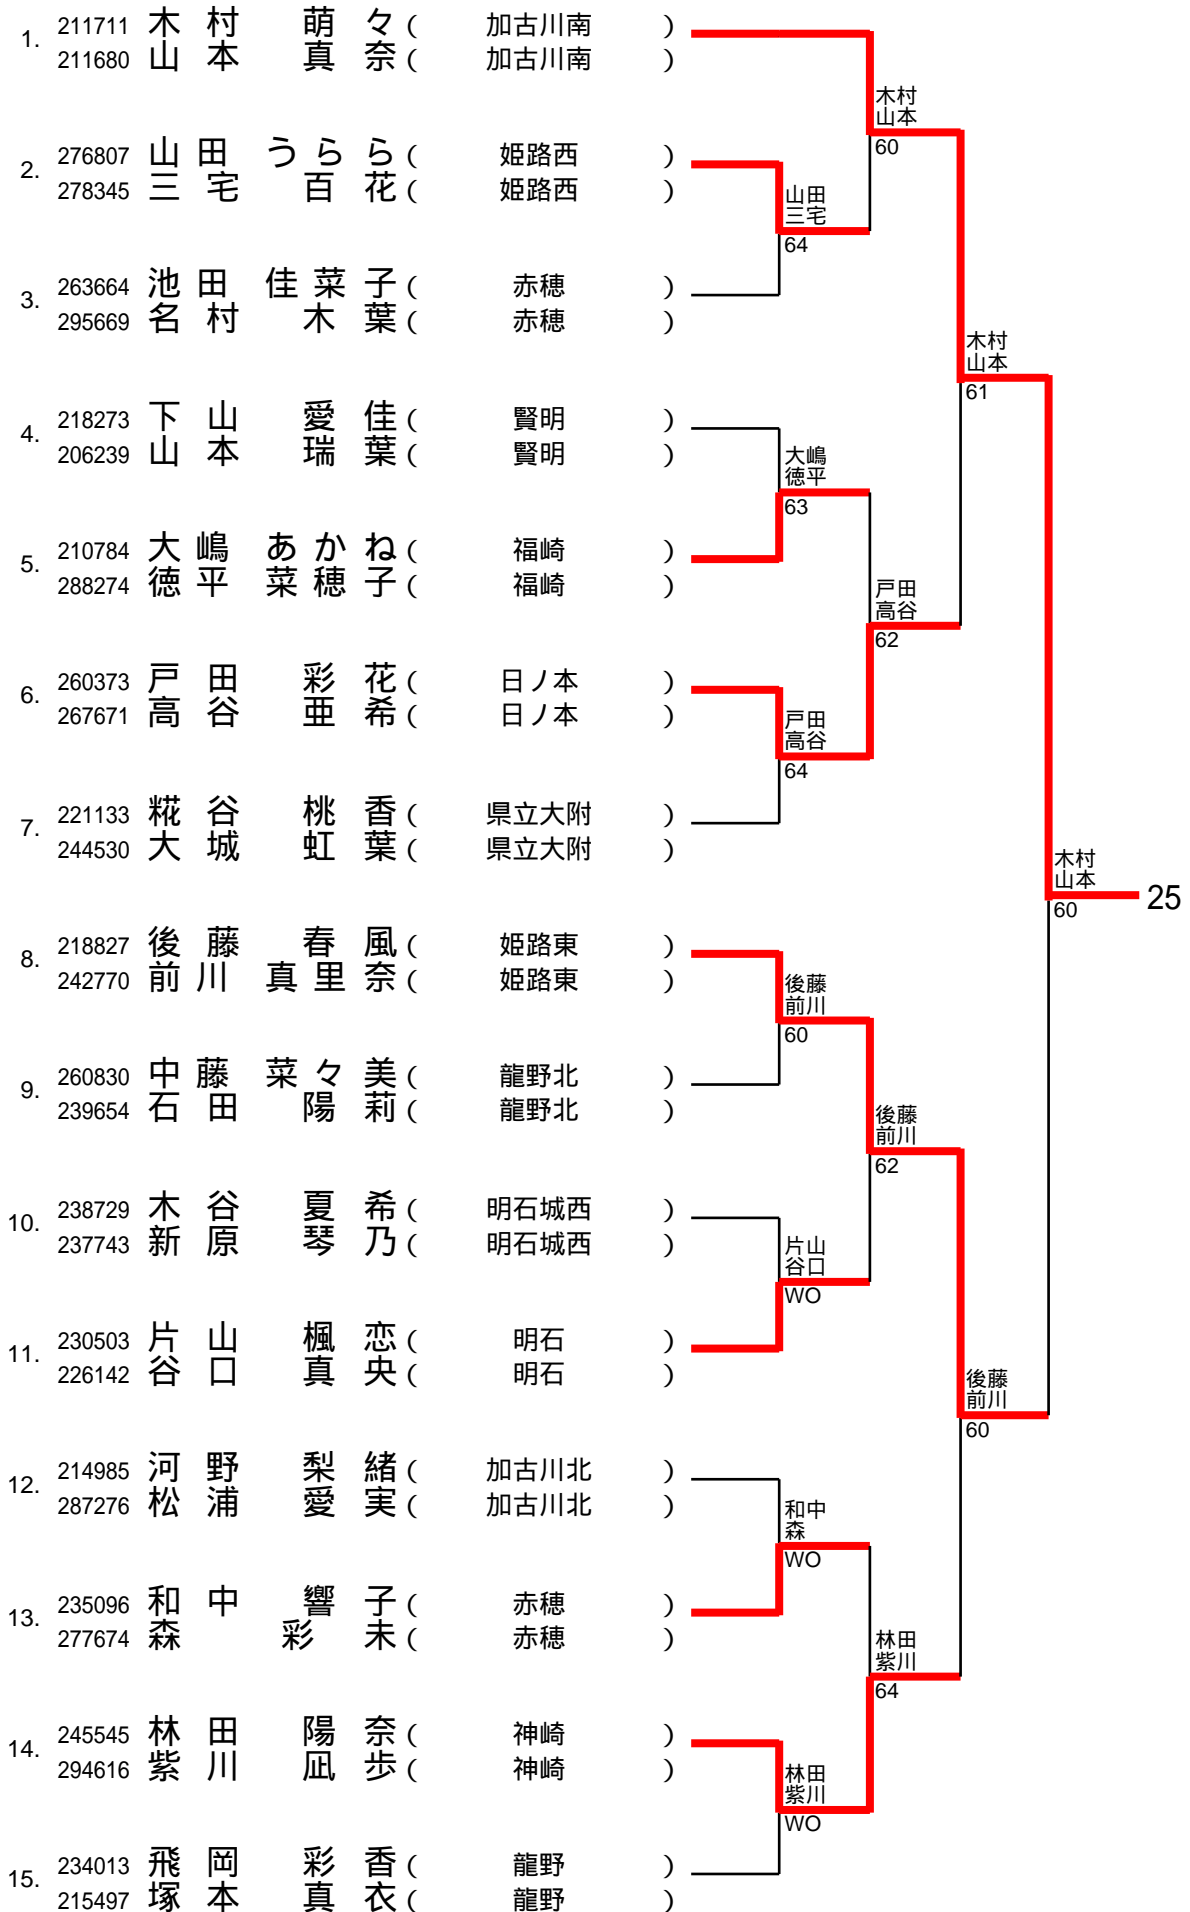 1. 211711 木村 萌々 ( 加古川南 )
211680 山本 真奈 ( 加古川南 )
木村
山本
60
2. 276807 山田 うらら ( 姫路西 )
278345 三宅 百花 ( 姫路西 )
山田
三宅
64
3. 263664 池田 佳菜子 ( 赤穂 )
295669 名村 木葉 ( 赤穂 )
木村
山本
61
4. 218273 下山 愛佳 ( 賢明 )
206239 山本 瑞葉 ( 賢明 )
大嶋
徳平
63
5. 210784 大嶋 あかね ( 福崎 )
288274 徳平 菜穂子 ( 福崎 )
戸田
高谷
62
6. 260373 戸田 彩花 ( 日ノ本 )
267671 高谷 亜希 ( 日ノ本 )
戸田
高谷
64
7. 221133 糀谷 桃香 ( 県立大附 )
244530 大城 虹葉 ( 県立大附 )
木村
山本
60
25
8. 218827 後藤 春風 ( 姫路東 )
242770 前川 真里奈 ( 姫路東 )
後藤
前川
60
9. 260830 中藤 菜々美 ( 龍野北 )
239654 石田 陽莉 ( 龍野北 )
後藤
前川
62
10. 238729 木谷 夏希 ( 明石城西 )
237743 新原 琴乃 ( 明石城西 )
片山
谷口
WO
11. 230503 片山 楓恋 ( 明石 )
226142 谷口 真央 ( 明石 )
後藤
前川
60
12. 214985 河野 梨緒 ( 加古川北 )
287276 松浦 愛実 ( 加古川北 )
和中
森
WO
13. 235096 和中 響子 ( 赤穂 )
277674 森 彩未 ( 赤穂 )
林田
紫川
64
14. 245545 林田 陽奈 ( 神崎 )
294616 紫川 凪歩 ( 神崎 )
林田
紫川
WO
15. 234013 飛岡 彩香 ( 龍野 )
215497 塚本 真衣 ( 龍野 )